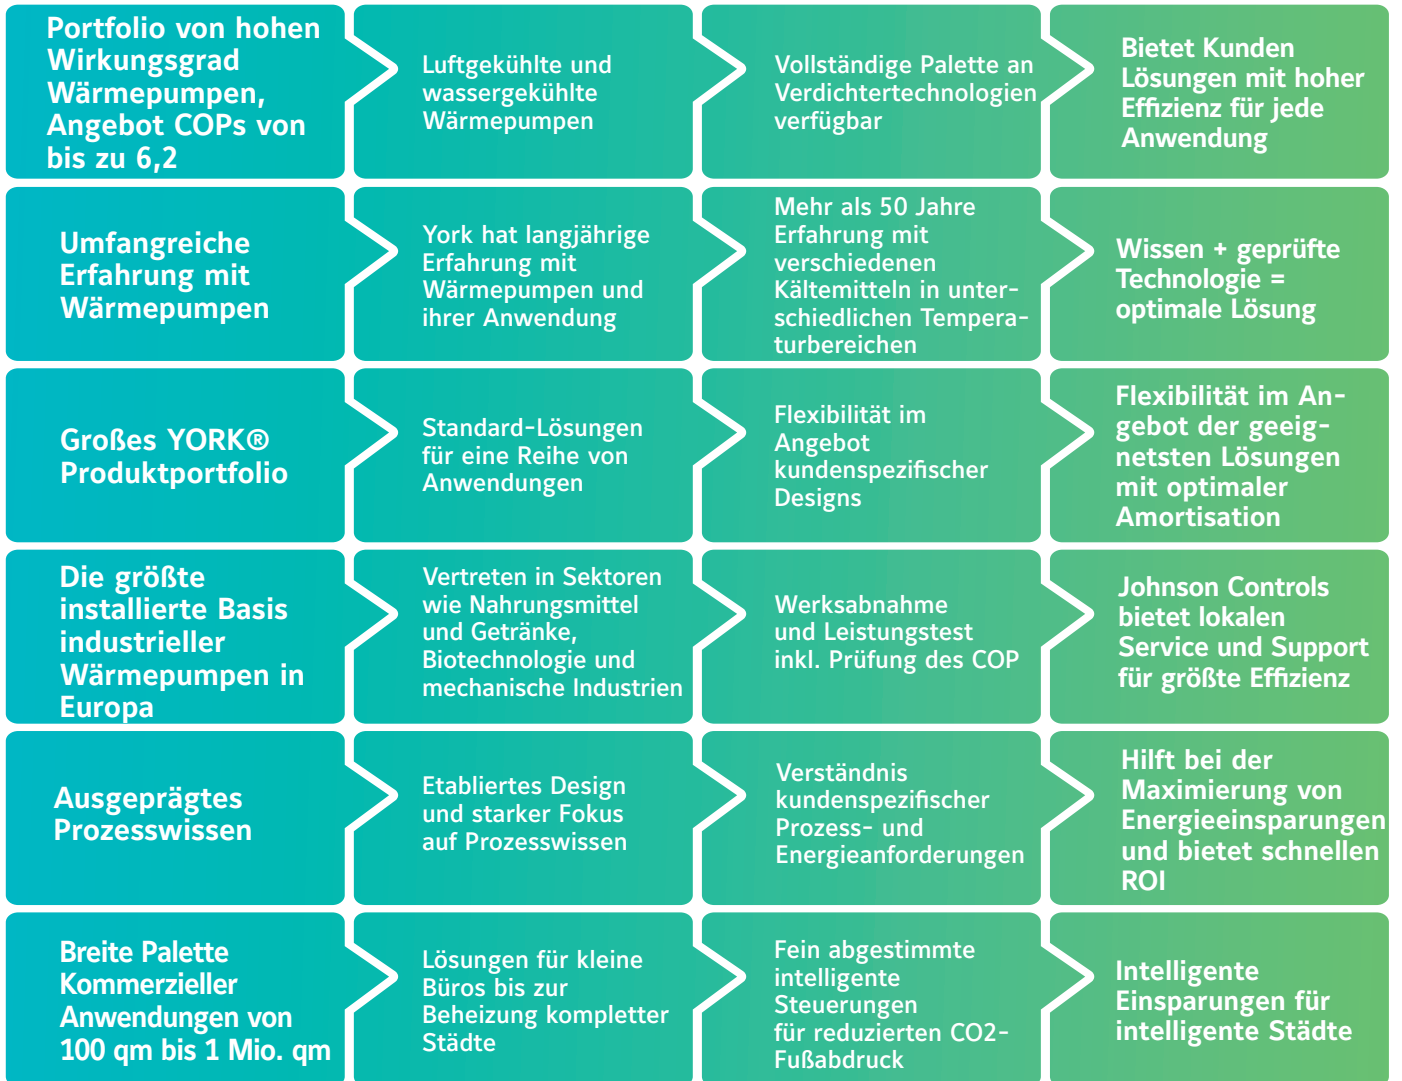 Portfolio von hohen
Wirkungsgrad
Wärmepumpen,
Angebot COPs von
bis zu 6,2
Luftgekühlte und
wassergekühlte
Wärmepumpen
Vollständige Palette an
Verdichtertechnologien
verfügbar
Bietet Kunden
Lösungen mit hoher
Effizienz für jede
Anwendung
Umfangreiche
Erfahrung mit
Wärmepumpen
York hat langjährige
Erfahrung mit
Wärmepumpen und
ihrer Anwendung
Mehr als 50 Jahre
Erfahrung mit
verschiedenen
Kältemitteln in unter-
schiedlichen Tempera-
turbereichen
Wissen + geprüfte
Technologie =
optimale Lösung
Großes YORK®
Produktportfolio
Standard-Lösungen
für eine Reihe von
Anwendungen
Flexibilität im
Angebot
kundenspezifischer
Designs
Flexibilität im An-
gebot der geeig-
netsten Lösungen
mit optimaler
Amortisation
Die größte
installierte Basis
industrieller
Wärmepumpen in
Europa
Vertreten in Sektoren
wie Nahrungsmittel
und Getränke,
Biotechnologie und
mechanische Industrien
Werksabnahme
und Leistungstest
inkl. Prüfung des COP
Johnson Controls
bietet lokalen
Service und Support
für größte Effizienz
Ausgeprägtes
Prozesswissen
Etabliertes Design
und starker Fokus
auf Prozesswissen
Verständnis
kundenspezifischer
Prozess- und
Energieanforderungen
Hilft bei der
Maximierung von
Energieeinsparungen
und bietet schnellen
ROI
Breite Palette
Kommerzieller
Anwendungen von
100 qm bis 1 Mio. qm
Lösungen für kleine
Büros bis zur
Beheizung kompletter
Städte
Fein abgestimmte
intelligente
Steuerungen
für reduzierten CO2-
Fußabdruck
Intelligente
Einsparungen für
intelligente Städte